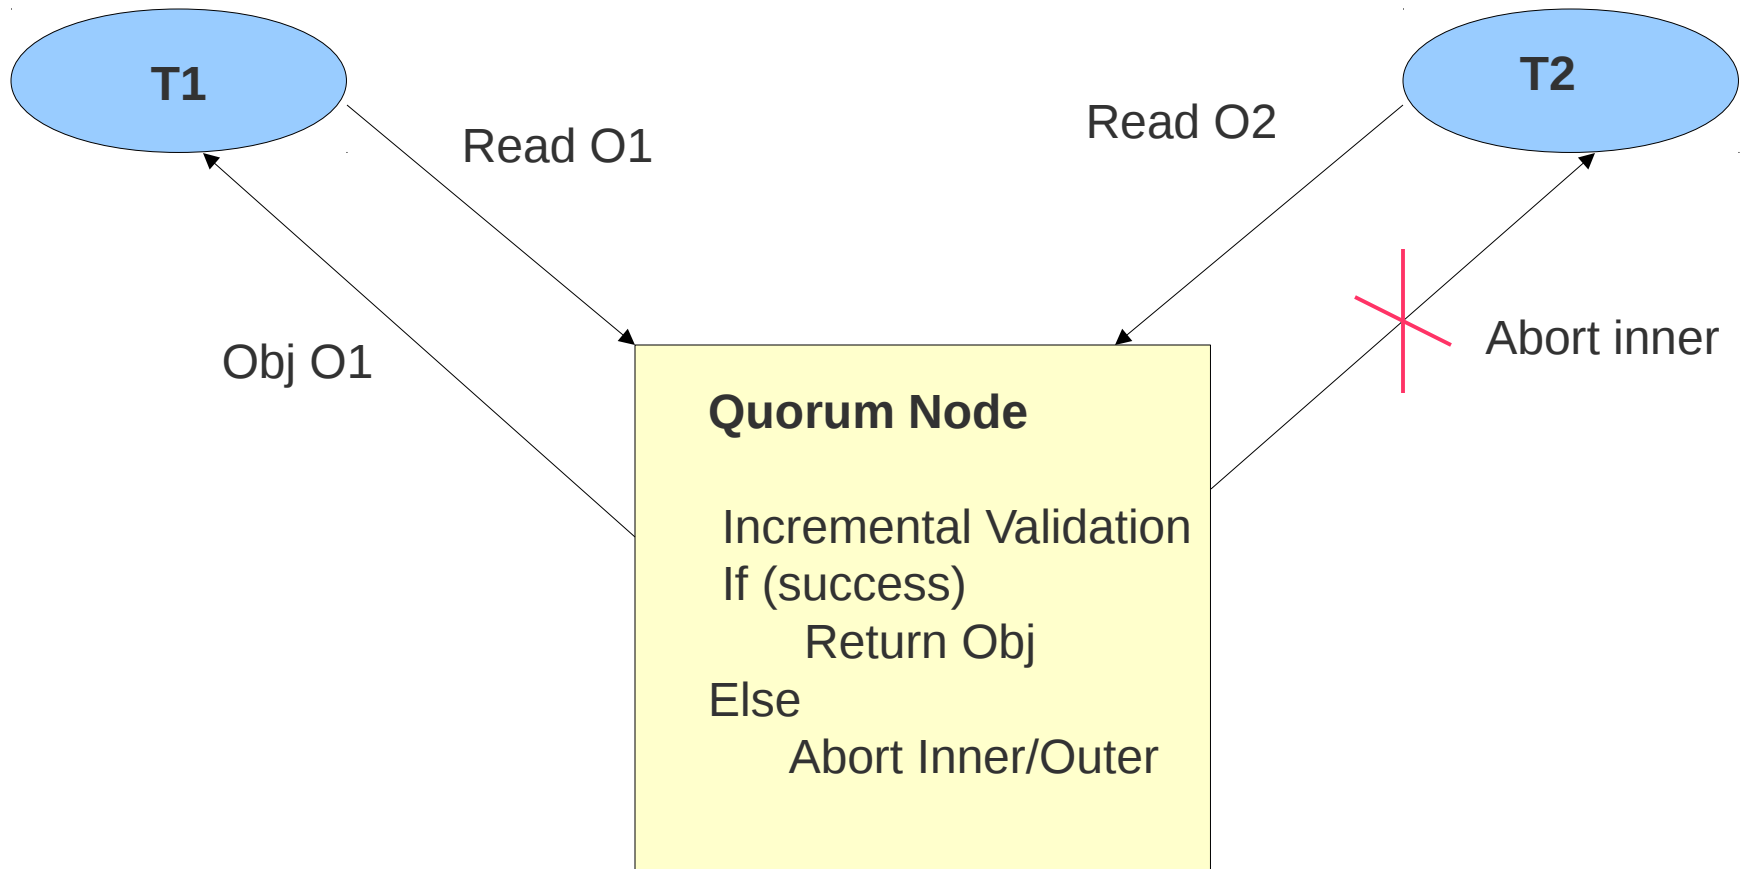 T1
T2
Read O1
Read O2
Obj O1
Abort inner
Quorum Node
Incremental Validation
If (success)
Return Obj
Else
Abort Inner/Outer